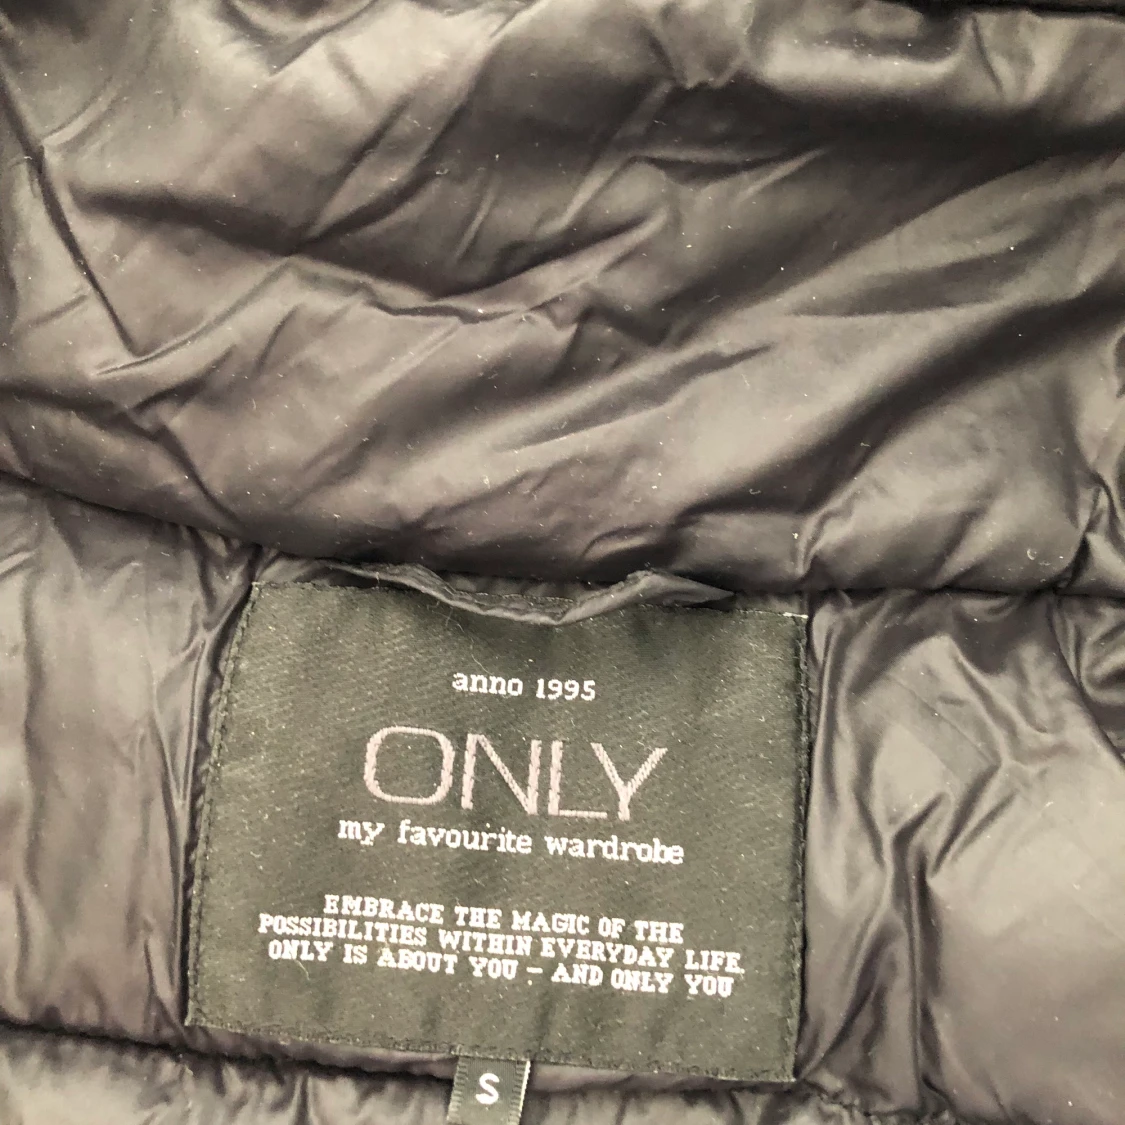 anno 1995
ONLY
my favourite wardrobe
EMBRACE THE MAGIC OF THE
POSSIBILITIES WITHIN EVERYDAY LIFE.
ONLY IS ABOUT YOU - AND ONLY YOU
S